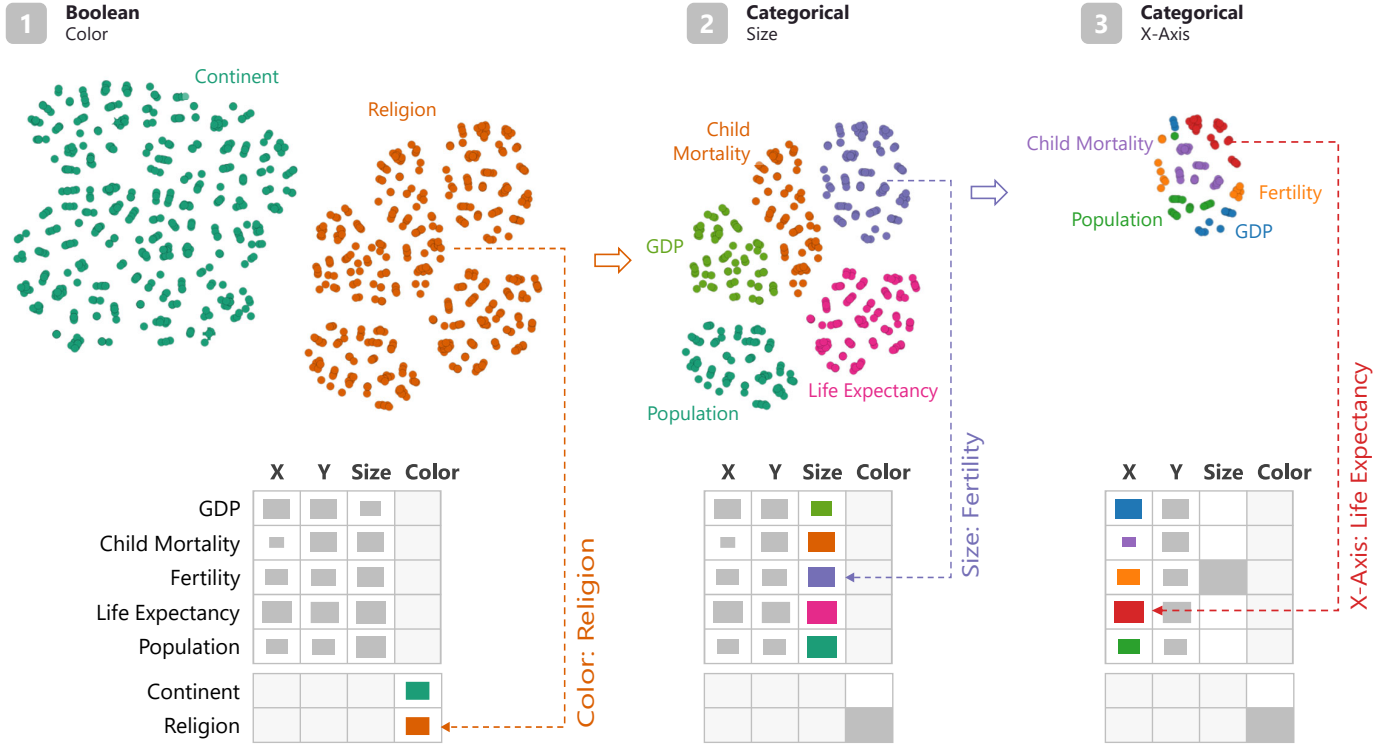 1
Boolean
Color
2
Categorical
Size
3
Categorical
X-Axis
Continent
Religion
Child
Mortality
GDP
Population
Life Expectancy
Child Mortality
Fertility
Population
GDP
Color: Religion
Size: Fertility
X-Axis: Life Expectancy
X Y Size Color
GDP
Child Mortality
Fertility
Life Expectancy
Population
Continent
Religion
X Y Size Color
X Y Size Color